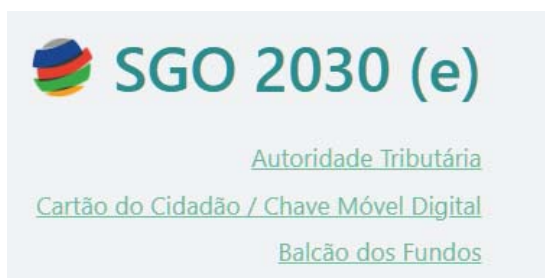 SGO 2030 (e)
Autoridade Tributária
Cartão do Cidadão / Chave Móvel Digital
Balcão dos Fundos